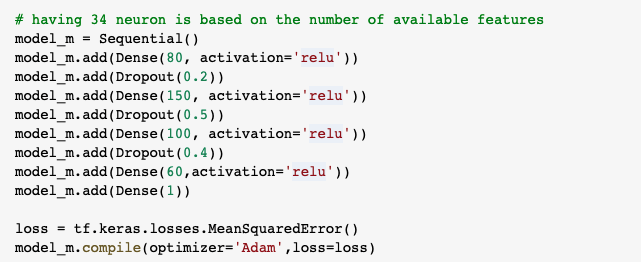 # having 34 neuron is based on the number of available features
model_m = Sequential()
model_m.add(Dense(80, activation='relu'))
model_m.add(Dropout(0.2))
model_m.add(Dense(150, activation='relu'))
model_m.add(Dropout(0.5))
model_m.add(Dense(100, activation='relu'))
model_m.add(Dropout(0.4))
model_m.add(Dense(60,activation='relu'))
model_m.add(Dense(1))
loss = tf.keras.losses.MeanSquaredError()
model_m.compile(optimizer='Adam',loss=loss)